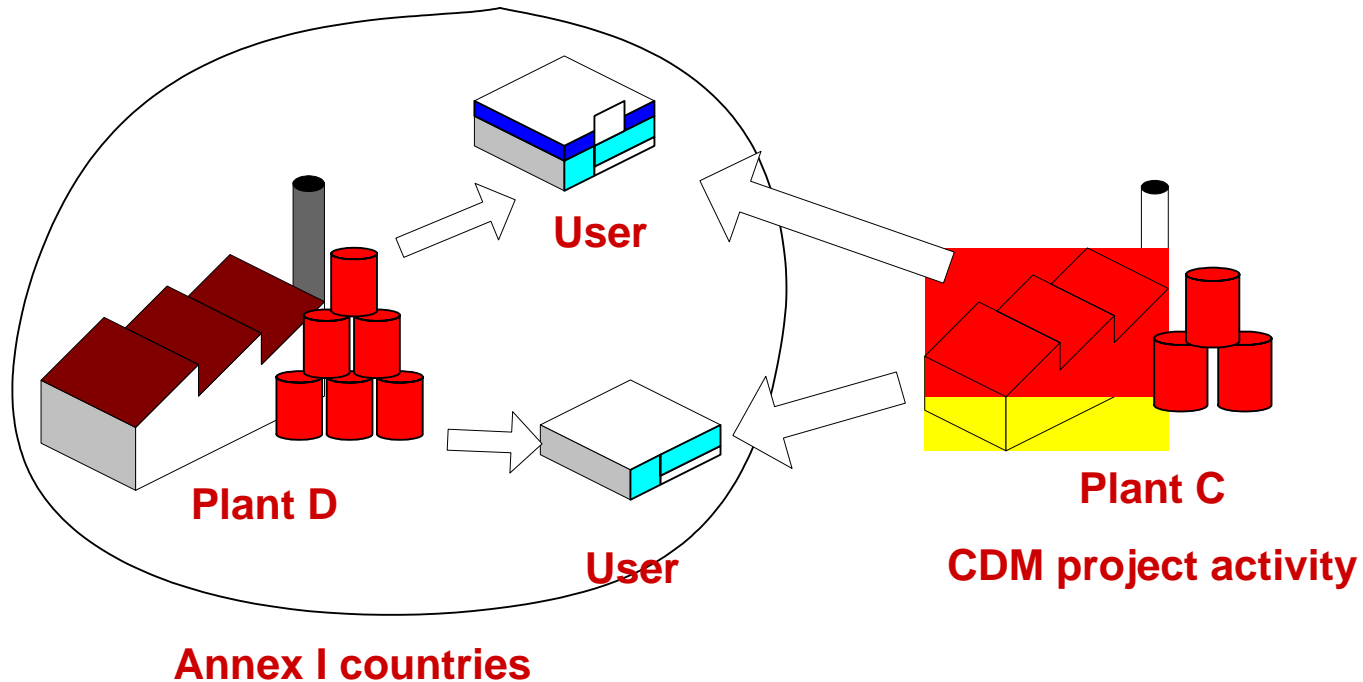 User
Plant D
Plant C
User
CDM project activity
Annex I countries